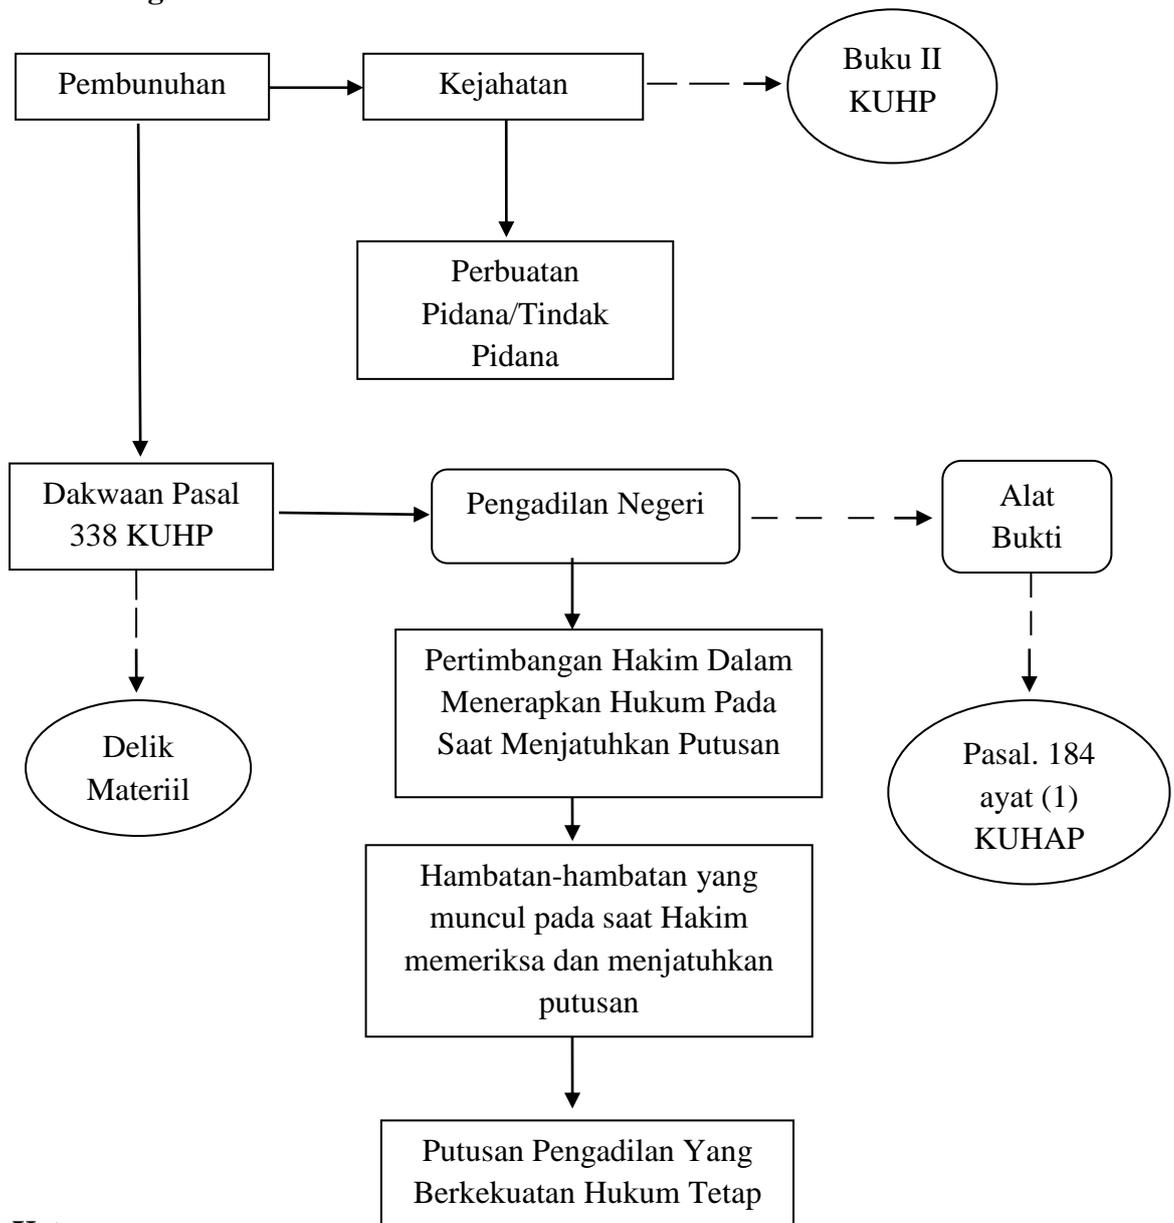 Pembunuhan
Kejahatan
Buku II
KUHP
Perbuatan
Pidana/Tindak
Pidana
Dakwaan Pasal
338 KUHP
Pengadilan Negeri
Alat
Bukti
Delik
Materiil
Pertimbangan Hakim Dalam
Menerapkan Hukum Pada
Saat Menjatuhkan Putusan
Pasal. 184
ayat (1)
KUHAP
Hambatan-hambatan yang
muncul pada saat Hakim
memeriksa dan menjatuhkan
putusan
Putusan Pengadilan Yang
Berkekuatan Hukum Tetap